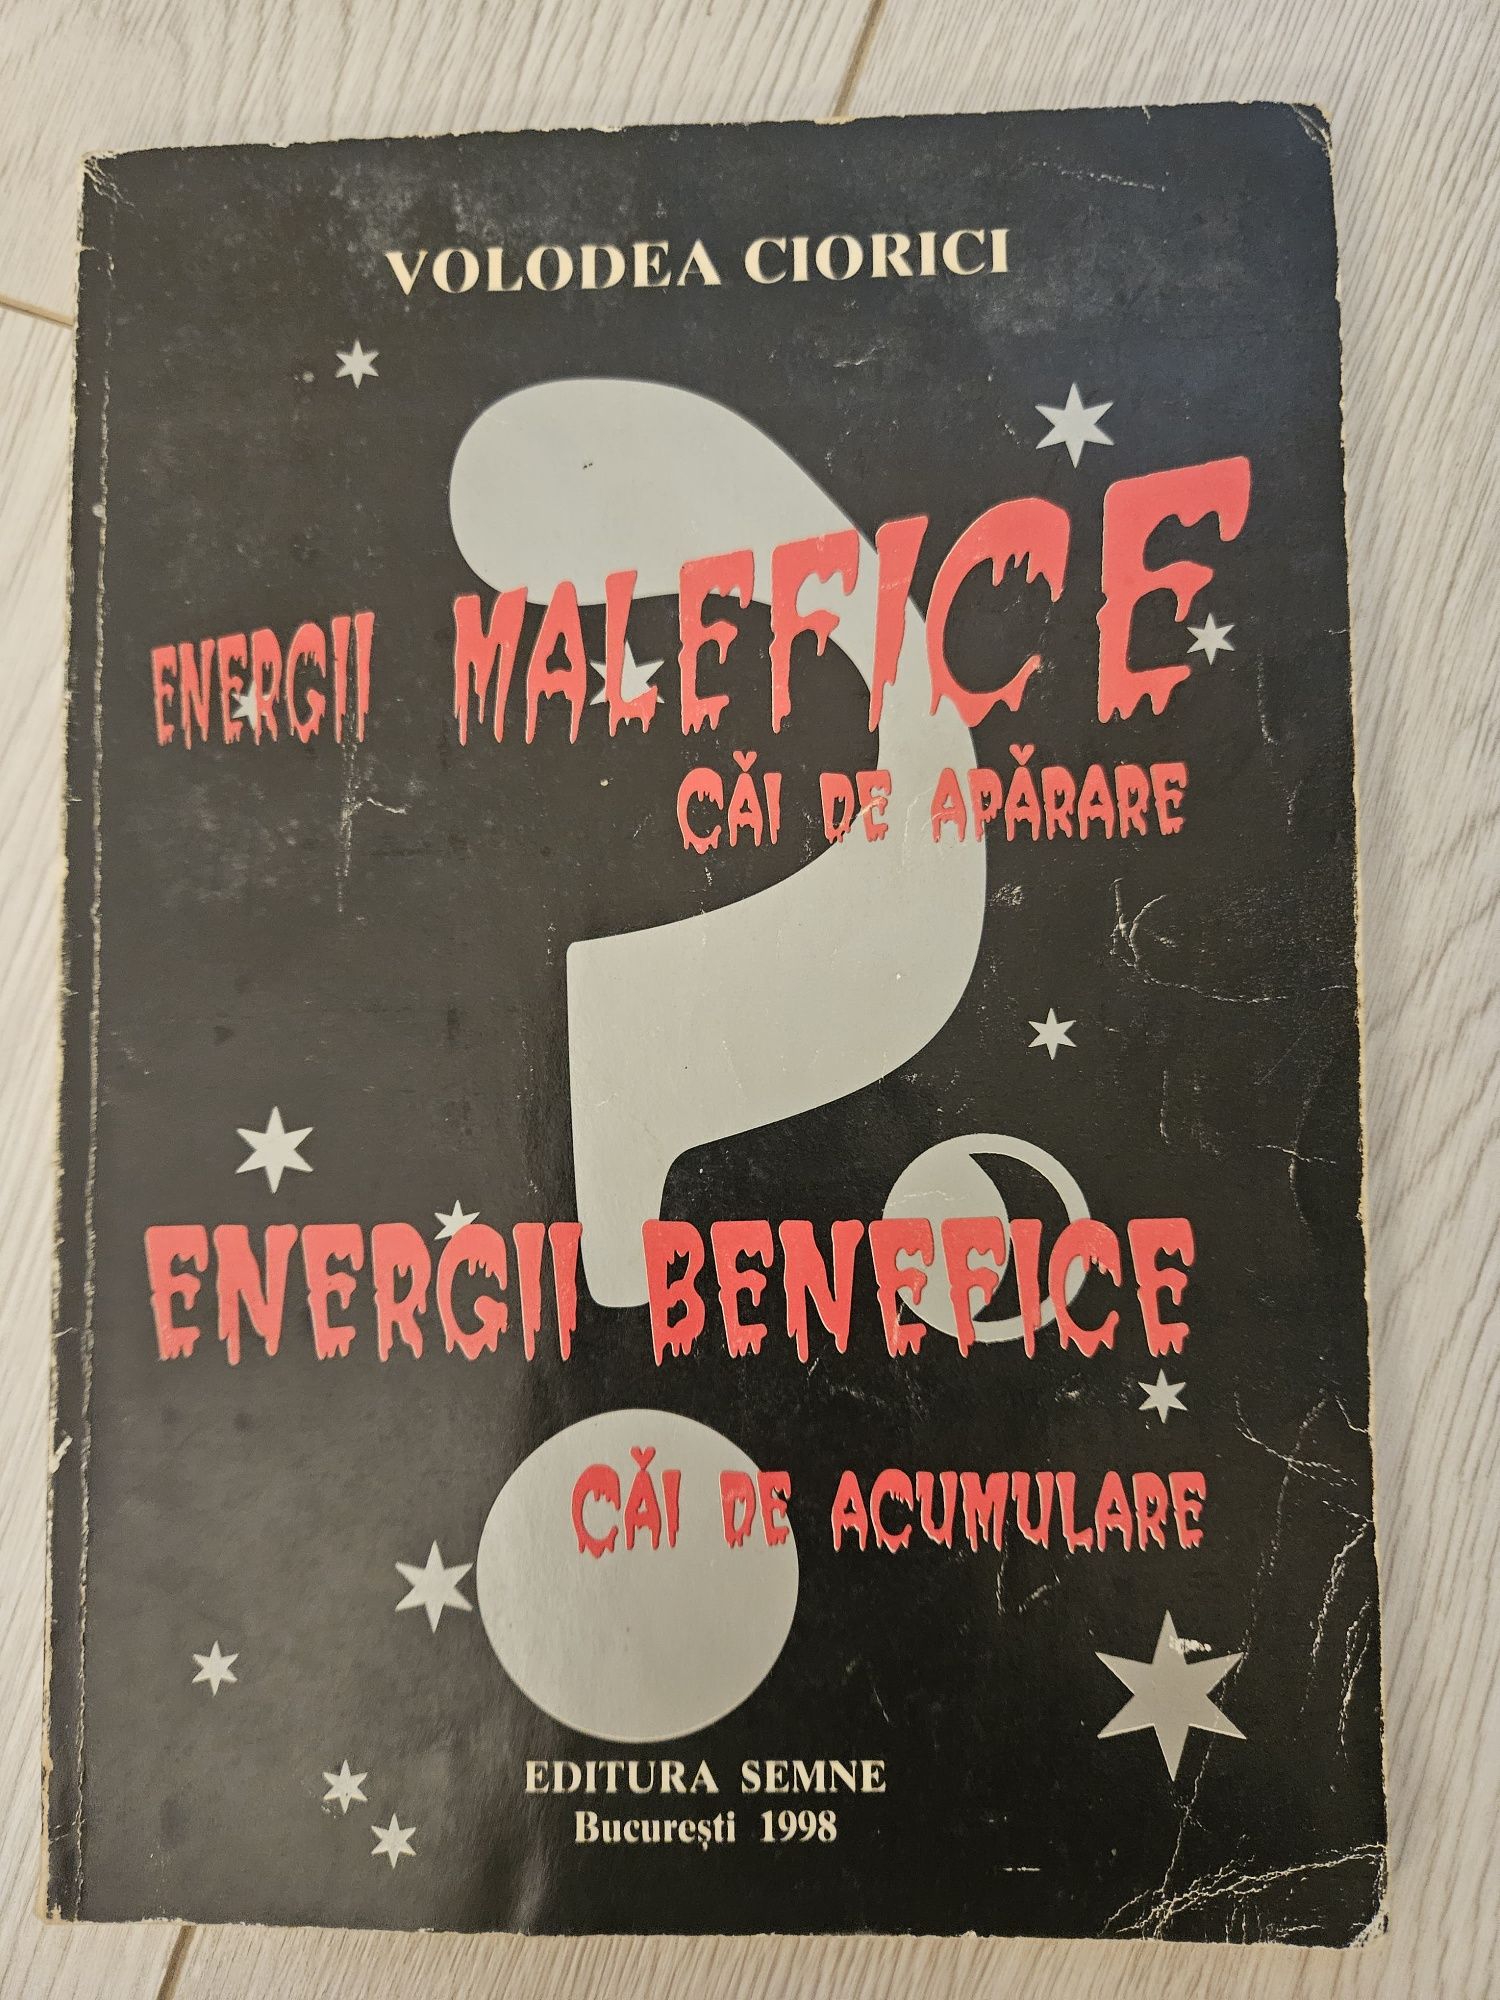 VOLODEA CIORICI
ENERGII MALEFICE
CĂI DE APĂRARE
ENERGII BENEFICE
CĂI DE ACUMULARE
EDITURA SEMNE
București 1998